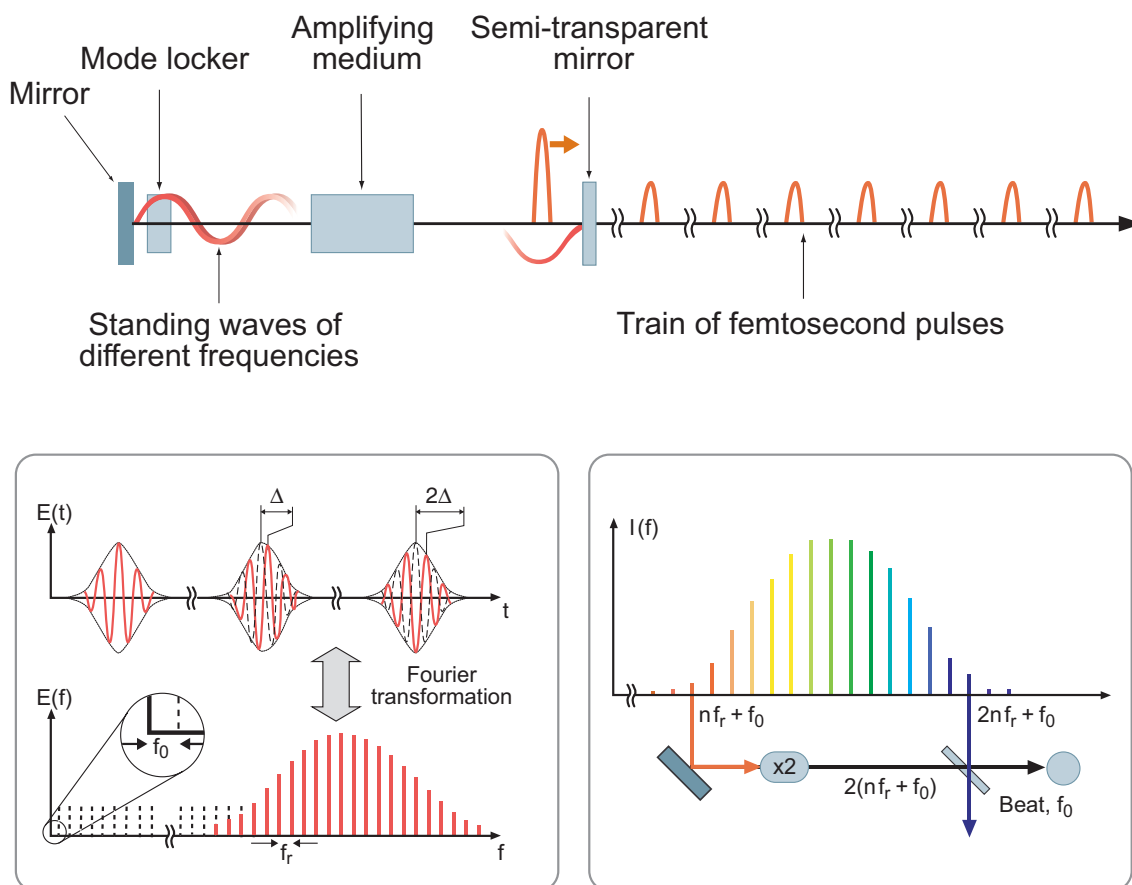 Amplifying
medium
Semi-transparent
mirror
Mode locker
Mirror
Standing waves of
different frequencies
Train of femtosecond pulses
E(t)
Δ
2Δ
t
Fourier
transformation
E(f)
f₀
fᵣ
f
I(f)
nfᵣ + f₀
2nfᵣ + f₀
x2
2(nfᵣ + f₀)
Beat, f₀